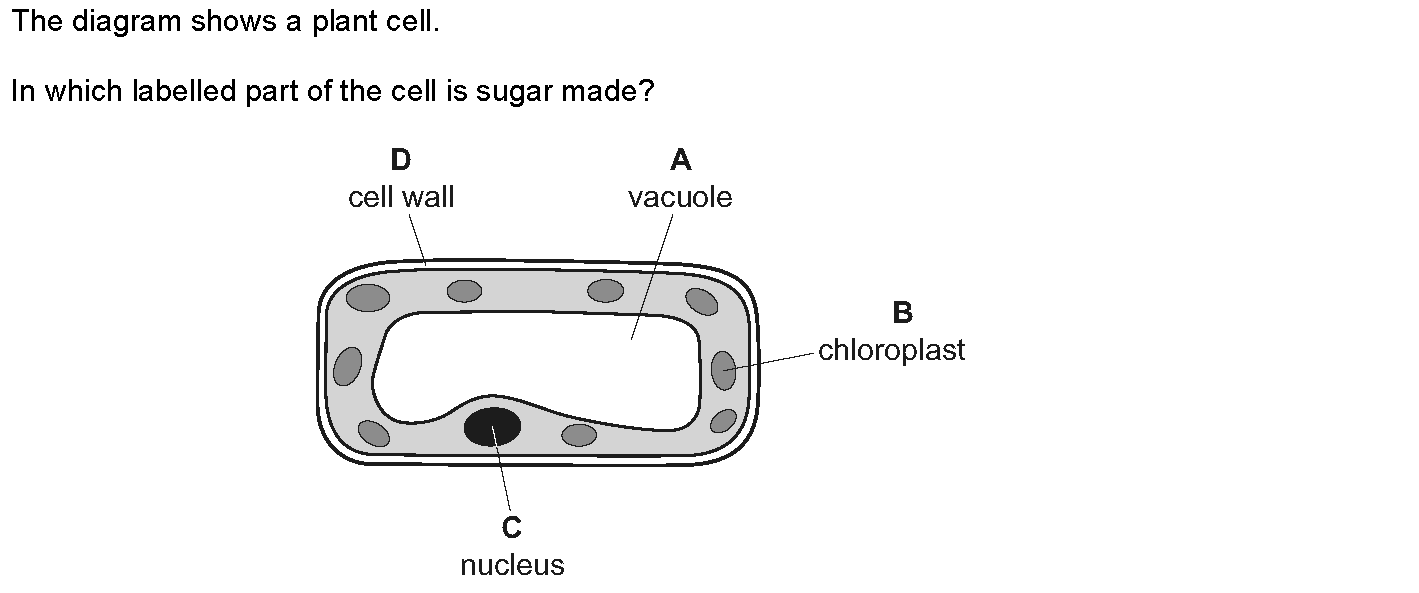 The diagram shows a plant cell.
In which labelled part of the cell is sugar made?
D
cell wall
A
vacuole
B
chloroplast
C
nucleus